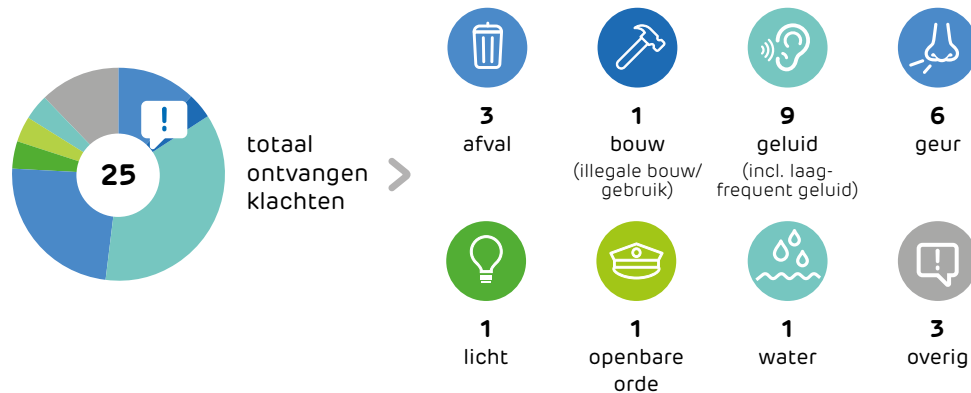 25
totaal
ontvangen
klachten
3
afval
1
bouw
(illegale bouw/
gebruik)
9
geluid
(incl. laag-
frequent geluid)
6
geur
1
licht
1
openbare
orde
1
water
3
overig